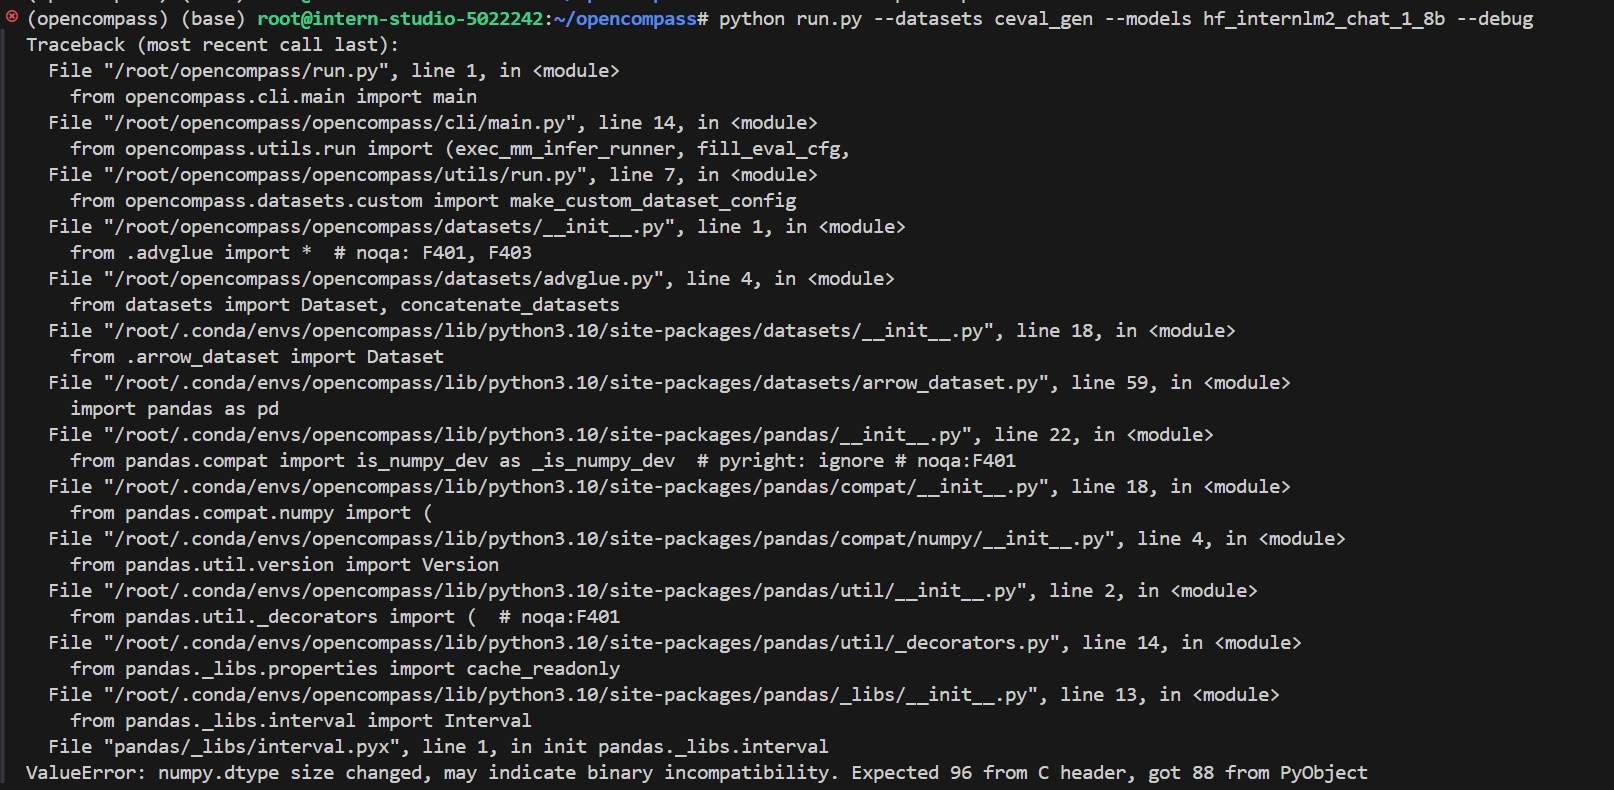 (opencompass) (base) root@intern-studio-5022242:~/opencompass# python run.py --datasets ceval_gen --models hf_internlm2_chat_1_8b --debug
Traceback (most recent call last):
  File "/root/opencompass/run.py", line 1, in <module>
    from opencompass.cli.main import main
  File "/root/opencompass/opencompass/cli/main.py", line 14, in <module>
    from opencompass.utils.run import (exec_mm_infer_runner, fill_eval_cfg,
  File "/root/opencompass/opencompass/utils/run.py", line 7, in <module>
    from opencompass.datasets.custom import make_custom_dataset_config
  File "/root/opencompass/opencompass/datasets/__init__.py", line 1, in <module>
    from .advglue import *  # noqa: F401, F403
  File "/root/opencompass/opencompass/datasets/advglue.py", line 4, in <module>
    from datasets import Dataset, concatenate_datasets
  File "/root/.conda/envs/opencompass/lib/python3.10/site-packages/datasets/__init__.py", line 18, in <module>
    from .arrow_dataset import Dataset
  File "/root/.conda/envs/opencompass/lib/python3.10/site-packages/datasets/arrow_dataset.py", line 59, in <module>
    import pandas as pd
  File "/root/.conda/envs/opencompass/lib/python3.10/site-packages/pandas/__init__.py", line 22, in <module>
    from pandas.compat import is_numpy_dev as _is_numpy_dev  # pyright: ignore # noqa:F401
  File "/root/.conda/envs/opencompass/lib/python3.10/site-packages/pandas/compat/__init__.py", line 18, in <module>
    from pandas.compat.numpy import (
  File "/root/.conda/envs/opencompass/lib/python3.10/site-packages/pandas/compat/numpy/__init__.py", line 4, in <module>
    from pandas.util.version import Version
  File "/root/.conda/envs/opencompass/lib/python3.10/site-packages/pandas/util/__init__.py", line 2, in <module>
    from pandas.util._decorators import (  # noqa:F401
  File "/root/.conda/envs/opencompass/lib/python3.10/site-packages/pandas/util/_decorators.py", line 14, in <module>
    from pandas._libs.properties import cache_readonly
  File "/root/.conda/envs/opencompass/lib/python3.10/site-packages/pandas/_libs/__init__.py", line 13, in <module>
    from pandas._libs.interval import Interval
  File "pandas/_libs/interval.pyx", line 1, in init pandas._libs.interval
ValueError: numpy.dtype size changed, may indicate binary incompatibility. Expected 96 from C header, got 88 from PyObject